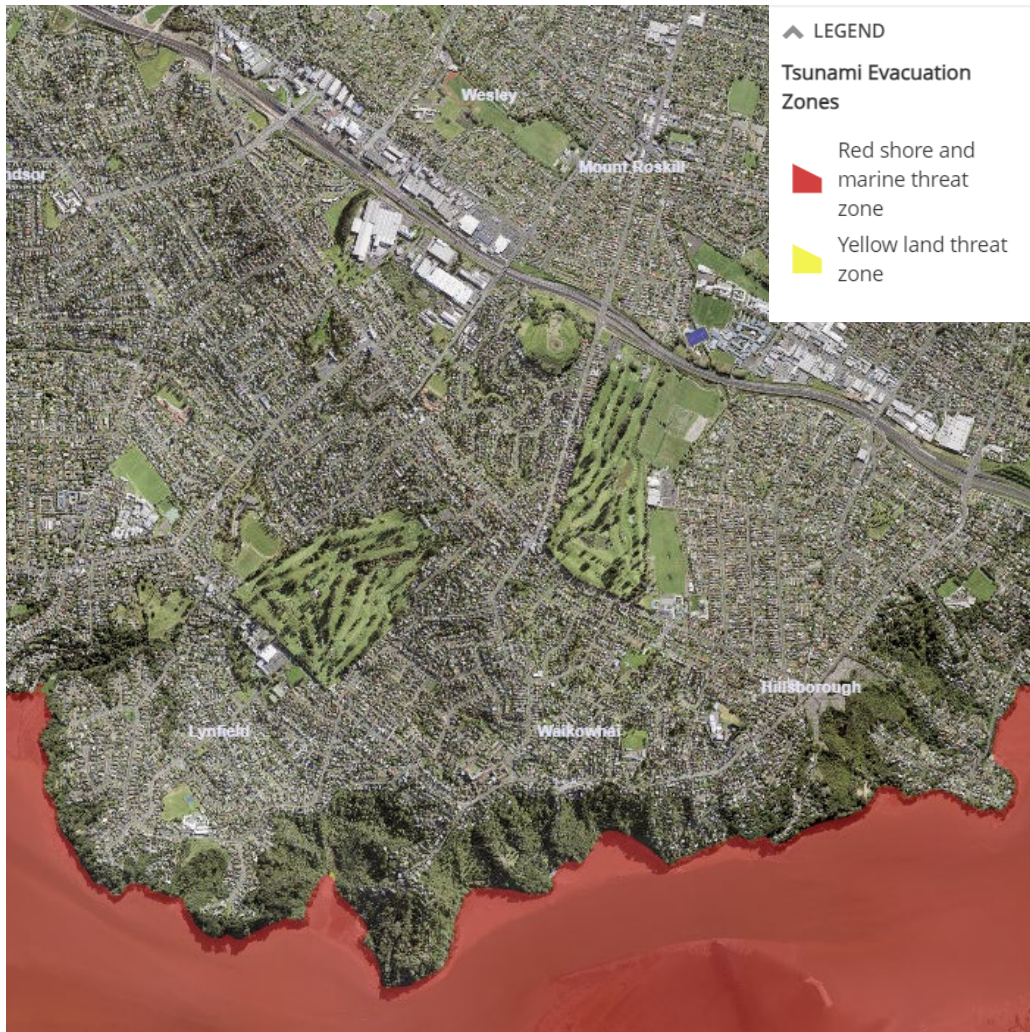 LEGEND
Tsunami Evacuation
Zones
Red shore and
marine threat
zone
Yellow land threat
zone
Wesley
ndsor
Mount Roskill
Hillsborough
Lynfield
Waikowhai